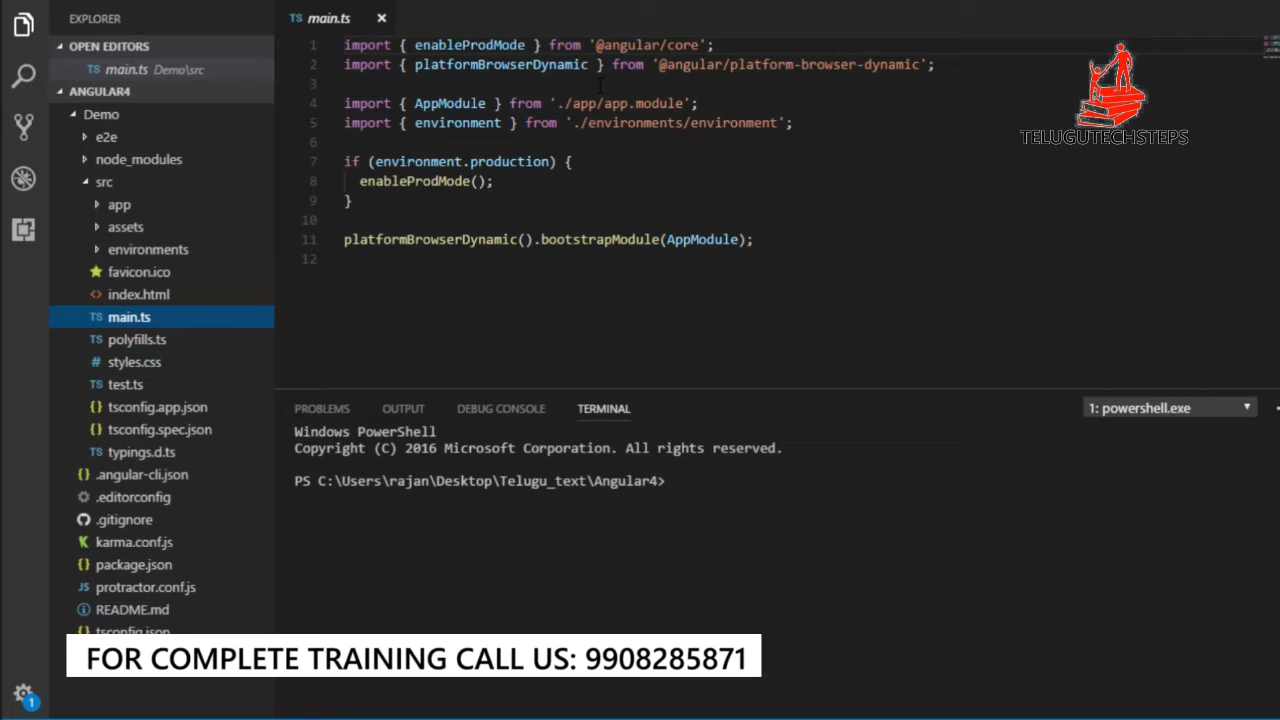 EXPLORER
OPEN EDITORS
TS main.ts Demo\src
ANGULAR4
Demo
e2e
node_modules
src
app
assets
environments
favicon.ico
<> index.html
TS main.ts
TS polyfills.ts
# styles.css
TS test.ts
{} tsconfig.app.json
{} tsconfig.spec.json
TS typings.d.ts
{} .angular-cli.json
.editorconfig
.gitignore
K karma.conf.js
{} package.json
JS protractor.conf.js
README.md
{} tsconfig.json
1
TS main.ts ×
1 import { enableProdMode } from '@angular/core';
2 import { platformBrowserDynamic } from '@angular/platform-browser-dynamic';
3
4 import { AppModule } from './app/app.module';
5 import { environment } from './environments/environment';
6
7 if (environment.production) {
8 enableProdMode();
9 }
10
11 platformBrowserDynamic().bootstrapModule(AppModule);
12
TELUGUTECHSTEPS
PROBLEMS OUTPUT DEBUG CONSOLE TERMINAL 1: powershell.exe
Windows PowerShell
Copyright (C) 2016 Microsoft Corporation. All rights reserved.
PS C:\Users\rajan\Desktop\Telugu_text\Angular4>
FOR COMPLETE TRAINING CALL US: 9908285871